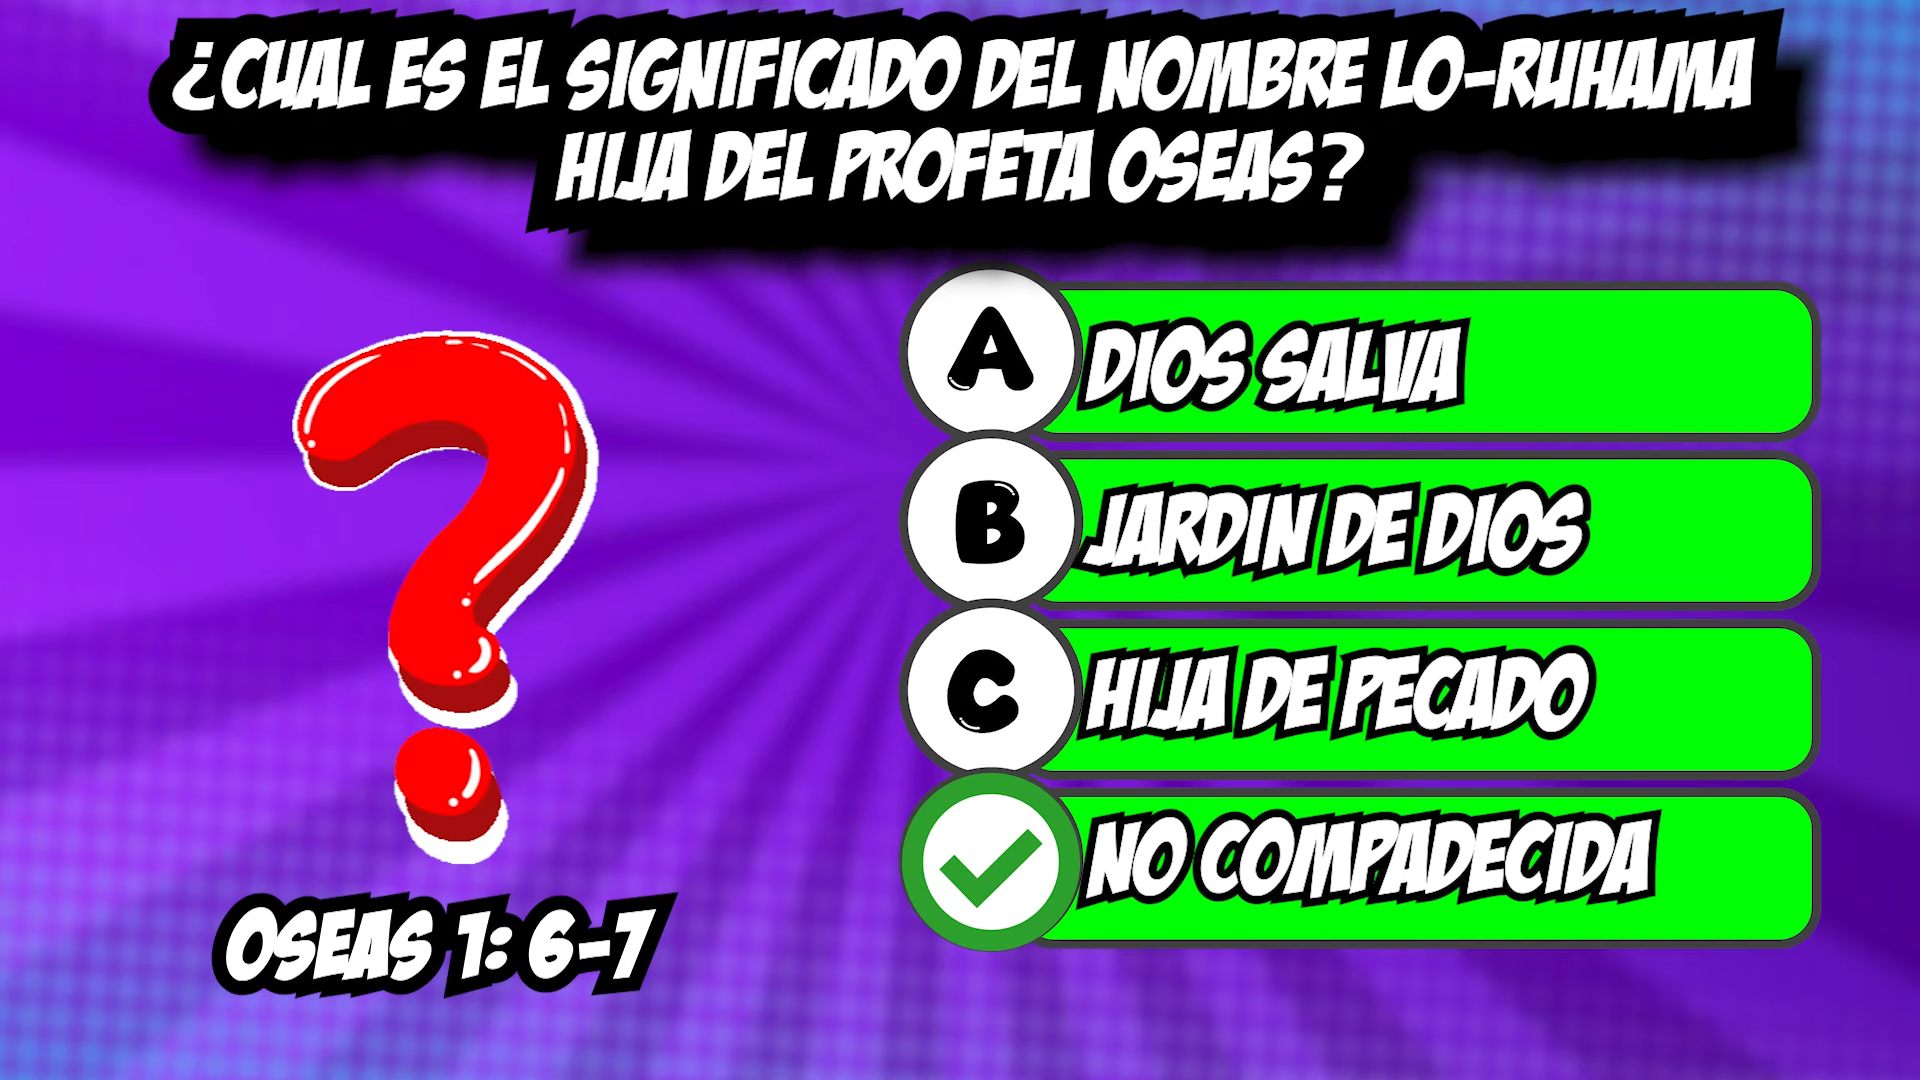 ¿CUAL ES EL SIGNIFICADO DEL NOMBRE LO-RUHAMA
HIJA DEL PROFETA OSEAS?
A DIOS SALVA
B JARDIN DE DIOS
C HIJA DE PECADO
NO COMPADECIDA
OSEAS 1: 6-7